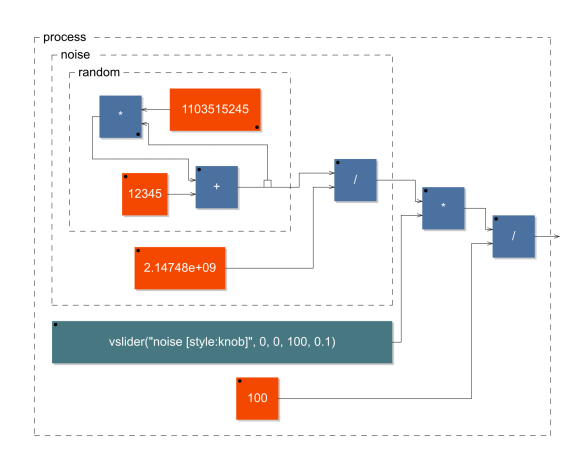 process
noise
random
*
1103515245
12345
+
/
*
/
2.14748e+09
vslider("noise [style:knob]", 0, 0, 100, 0.1)
100